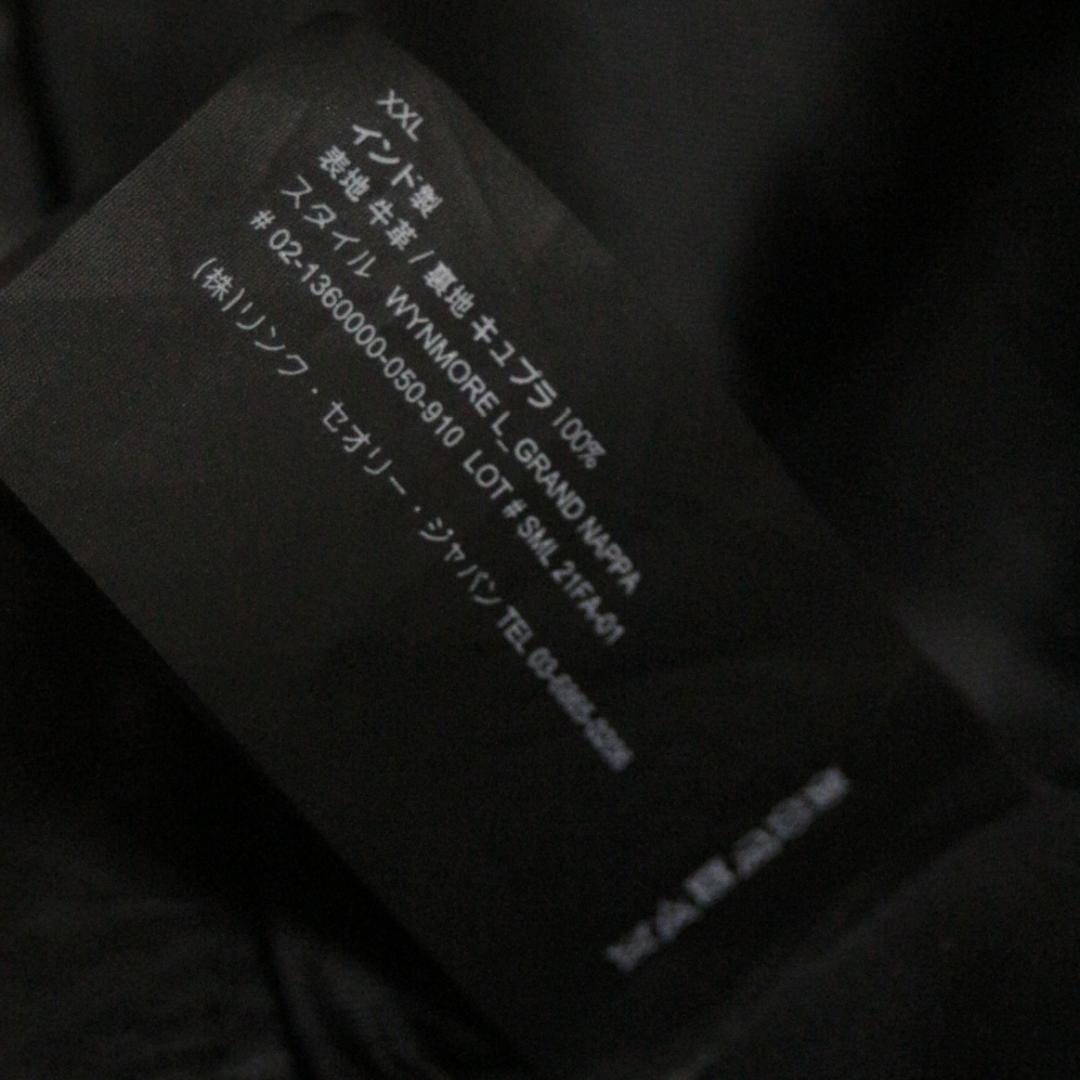 XXL
インド製
表地 牛革 / 裏地 キュプラ 100%
スタイル WYNMORE L_GRAND NAPPA
# 02-1360000-050-910 LOT # SML 21FA-01
(株)リンク・セオリー・ジャパン TEL